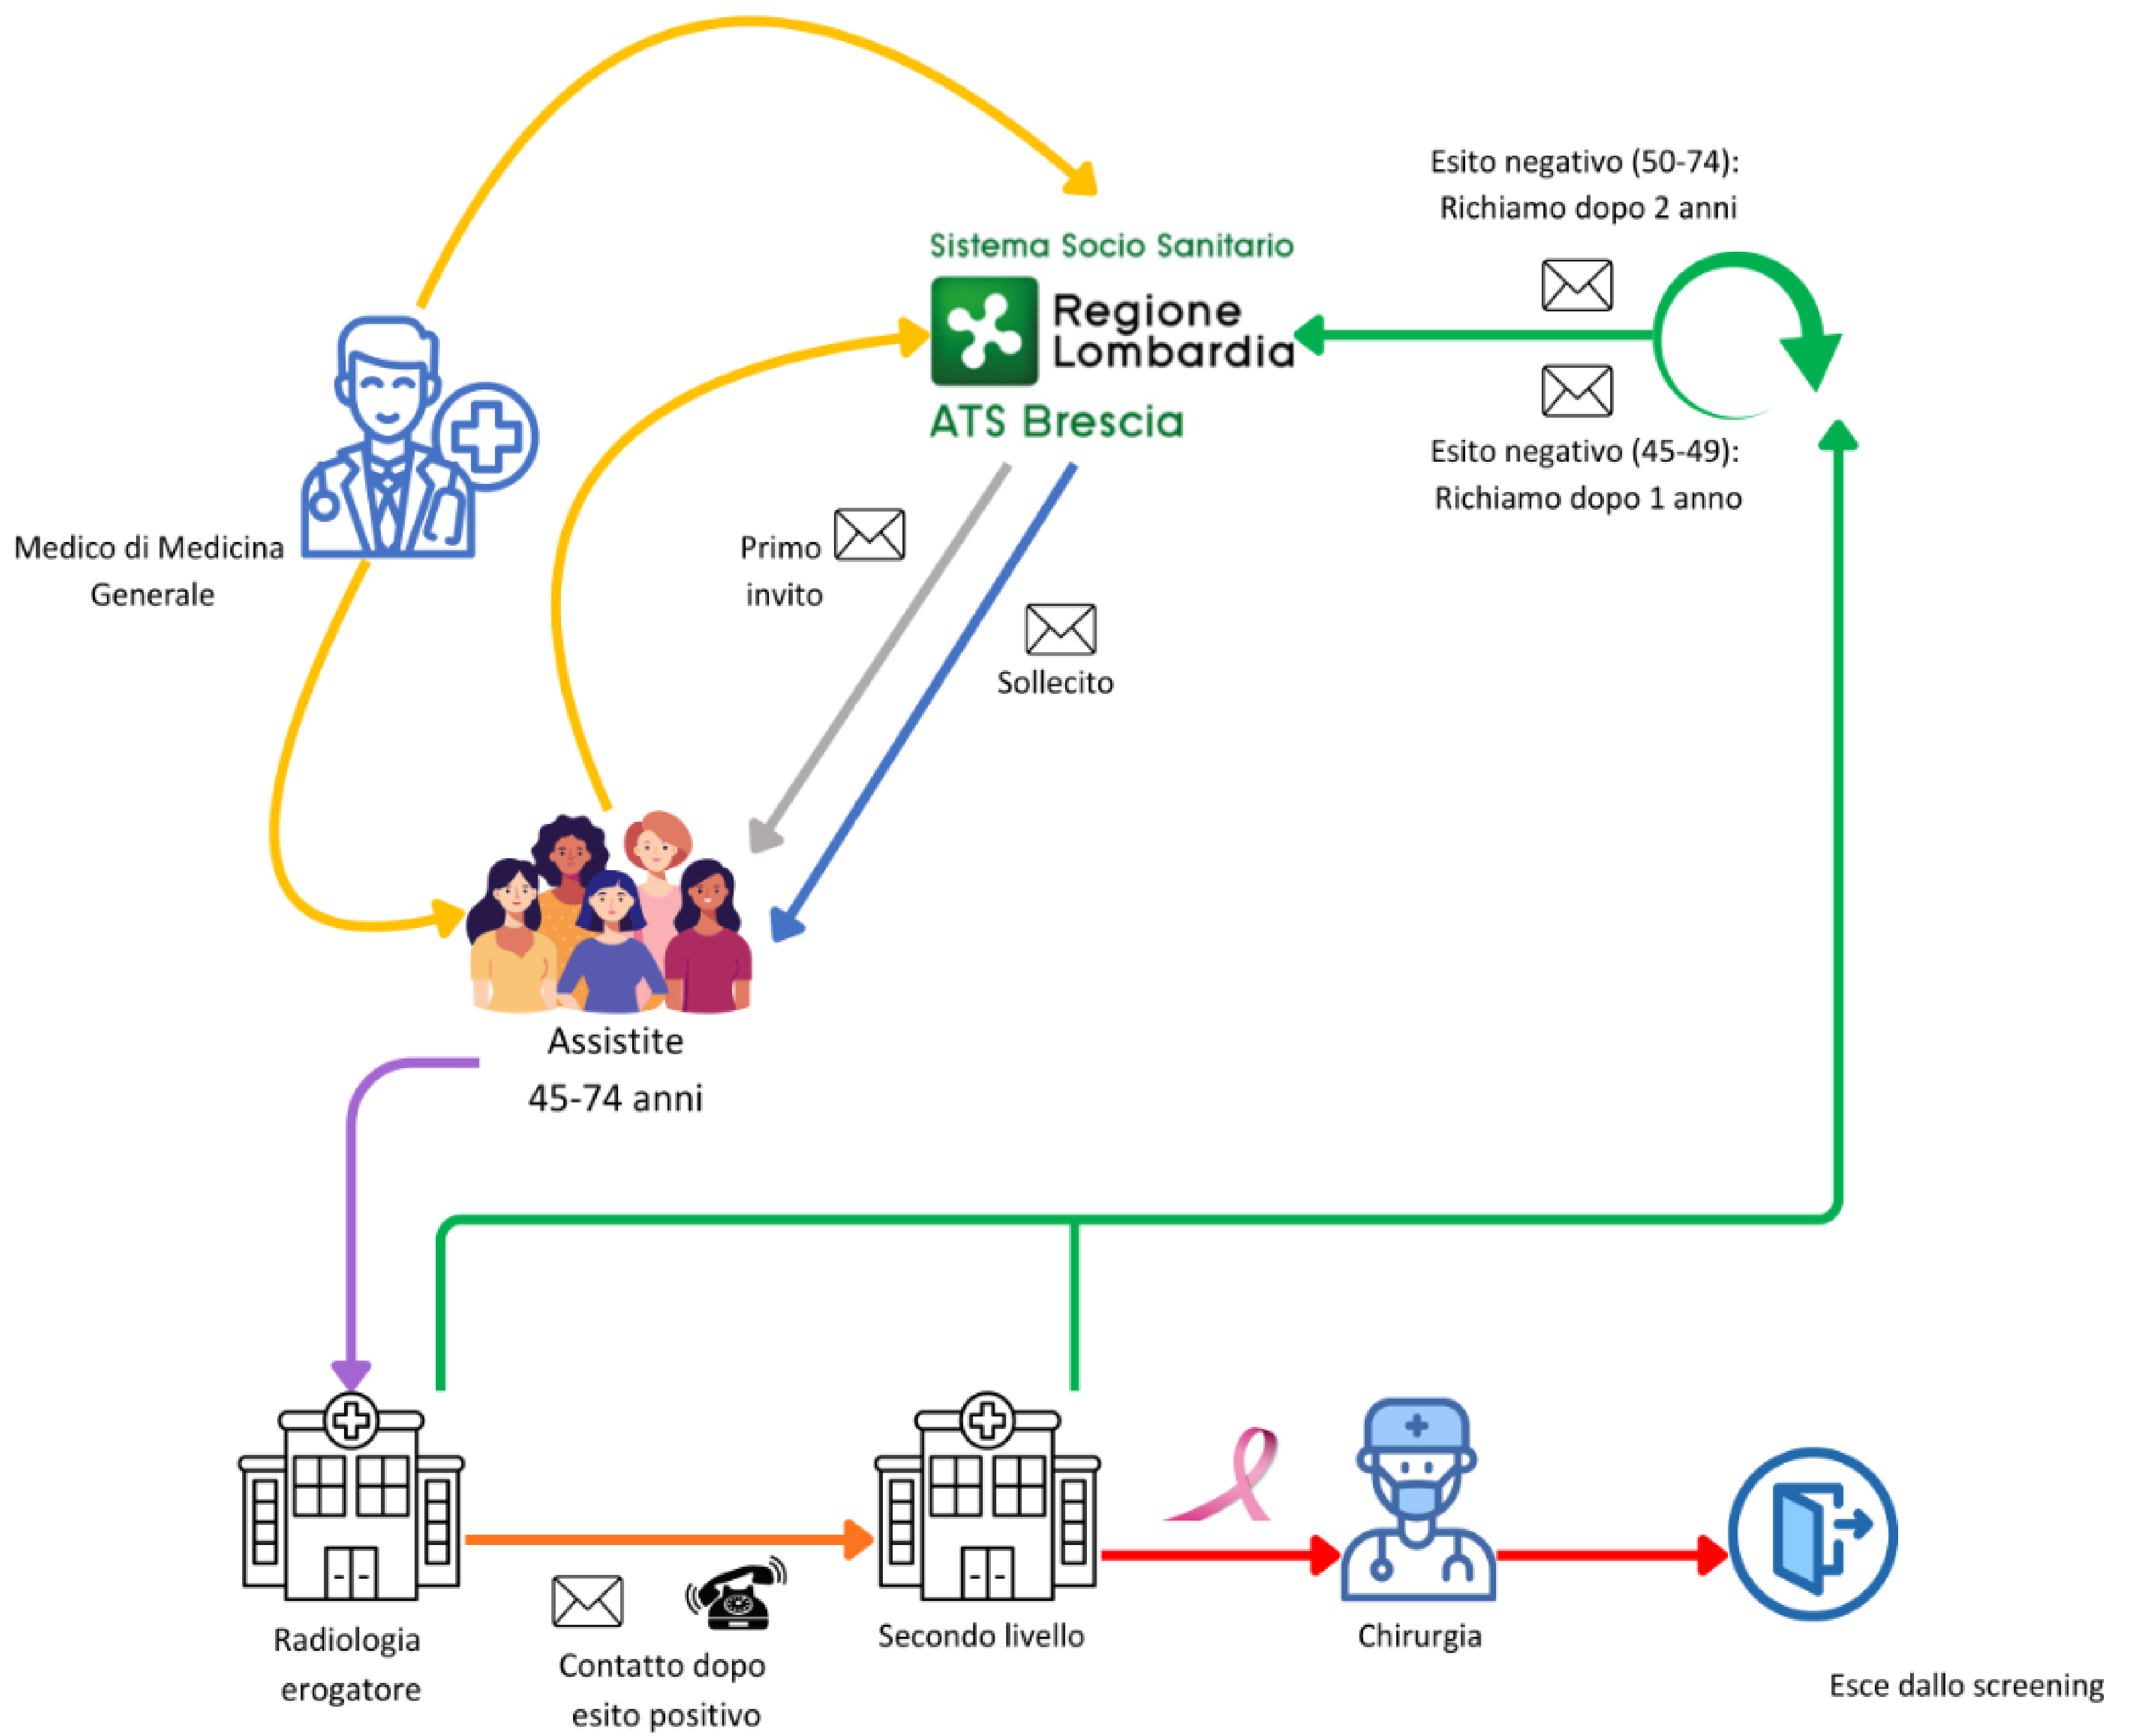 Esito negativo (50-74):
Richiamo dopo 2 anni
Sistema Socio Sanitario
Regione
Lombardia
ATS Brescia
Esito negativo (45-49):
Richiamo dopo 1 anno
Medico di Medicina
Generale
Primo
invito
Sollecito
Assistite
45-74 anni
Radiologia
erogatore
Contatto dopo
esito positivo
Secondo livello
Chirurgia
Esce dallo screening